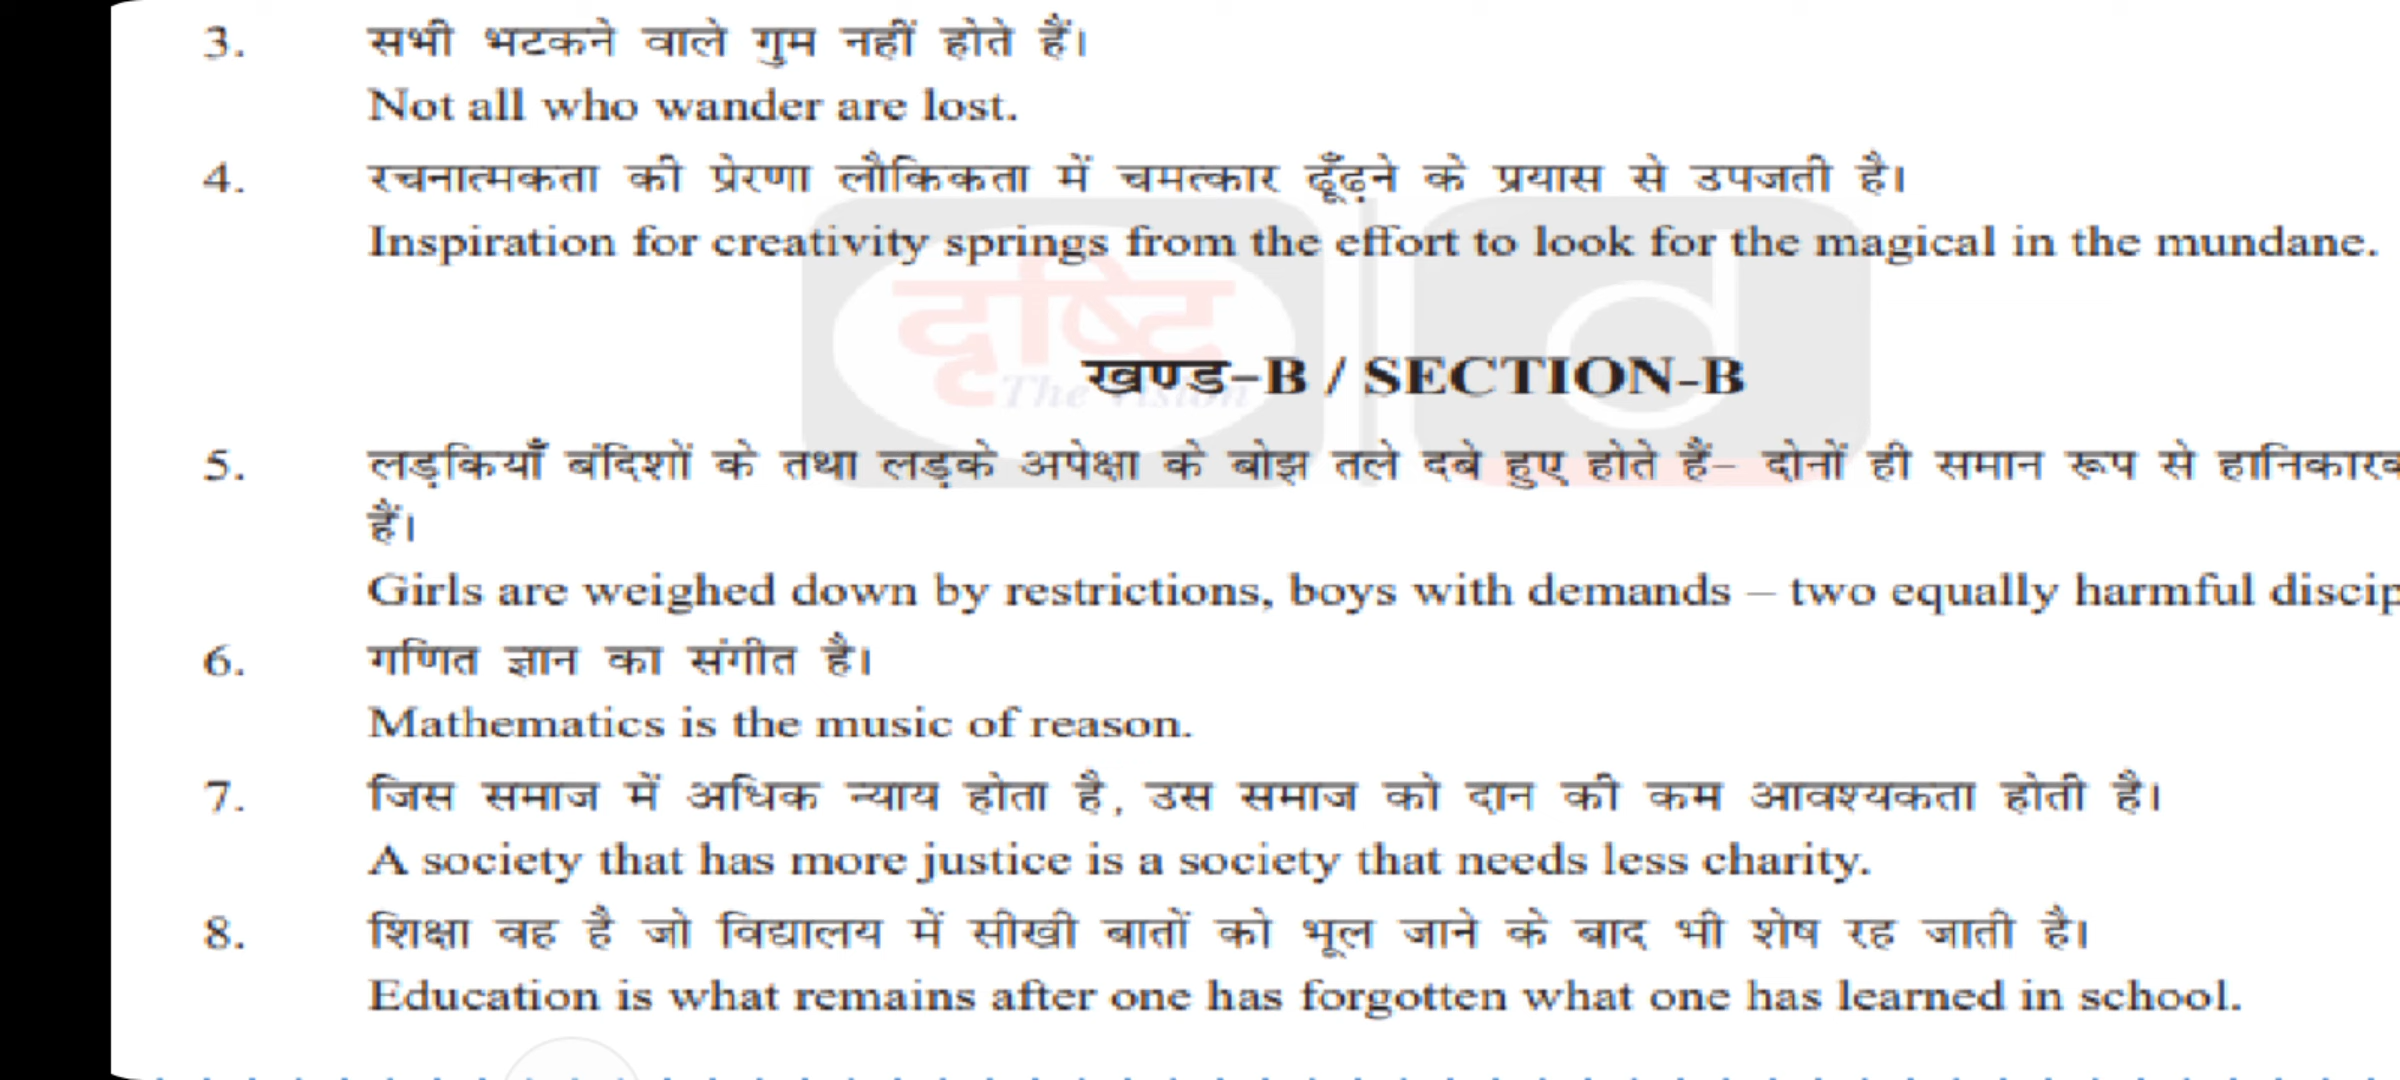 3. सभी भटकने वाले गुम नहीं होते हैं।
Not all who wander are lost.
4. रचनात्मकता की प्रेरणा लौकिकता में चमत्कार ढूँढ़ने के प्रयास से उपजती है।
Inspiration for creativity springs from the effort to look for the magical in the mundane.
दृष्टि
The Vision
d
खण्ड–B / SECTION–B
5. लड़कियाँ बंदिशों के तथा लड़के अपेक्षा के बोझ तले दबे हुए होते हैं– दोनों ही समान रूप से
हैं।
Girls are weighed down by restrictions, boys with demands – two equally harmful
6. गणित ज्ञान का संगीत है।
Mathematics is the music of reason.
7. जिस समाज में अधिक न्याय होता है, उस समाज को दान की कम आवश्यकता होती है।
A society that has more justice is a society that needs less charity.
8. शिक्षा वह है जो विद्यालय में सीखी बातों को भूल जाने के बाद भी शेष रह जाती है।
Education is what remains after one has forgotten what one has learned in school.